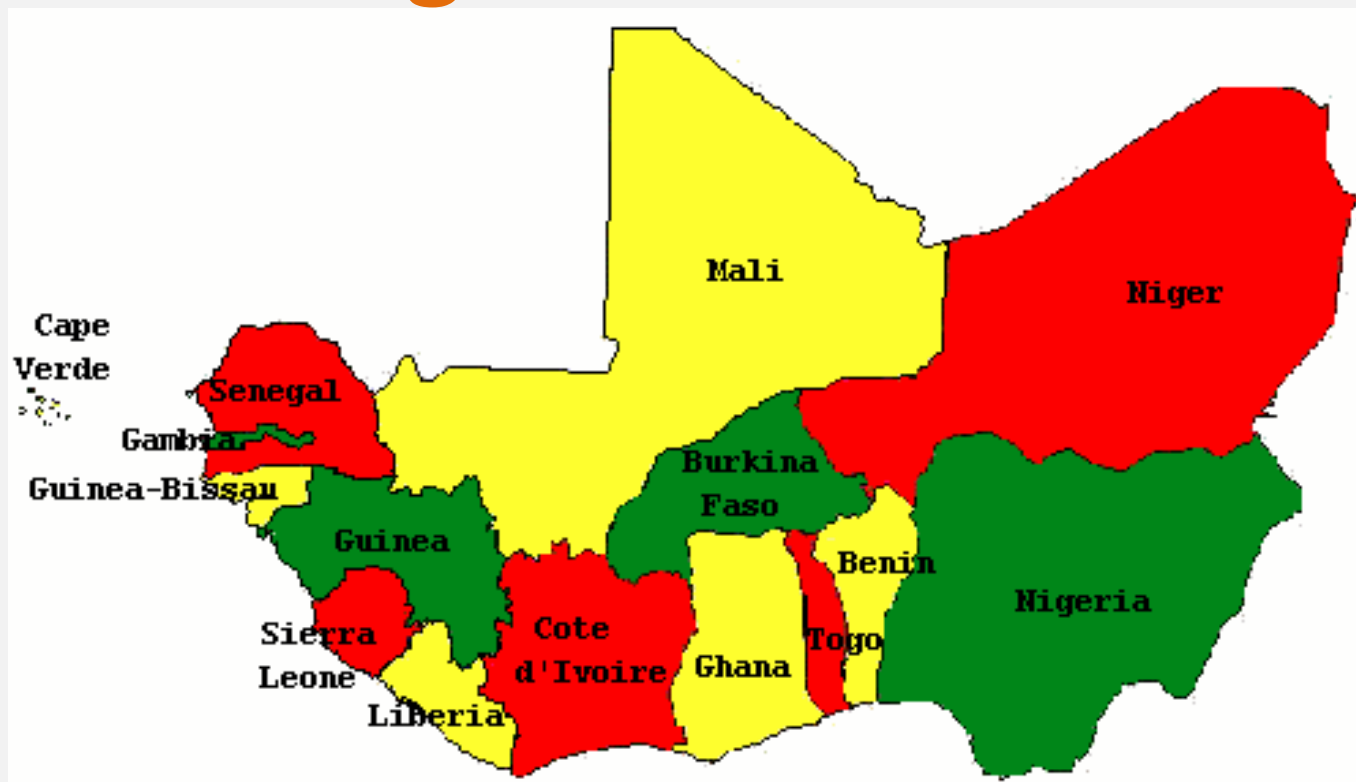 Mali
Niger
Cape
Verde
Senegal
Gambia
Guinea-Bissau
Burkina
Faso
Guinea
Benin
Nigeria
Sierra
Leone
Cote
d'Ivoire
Ghana
Togo
Liberia